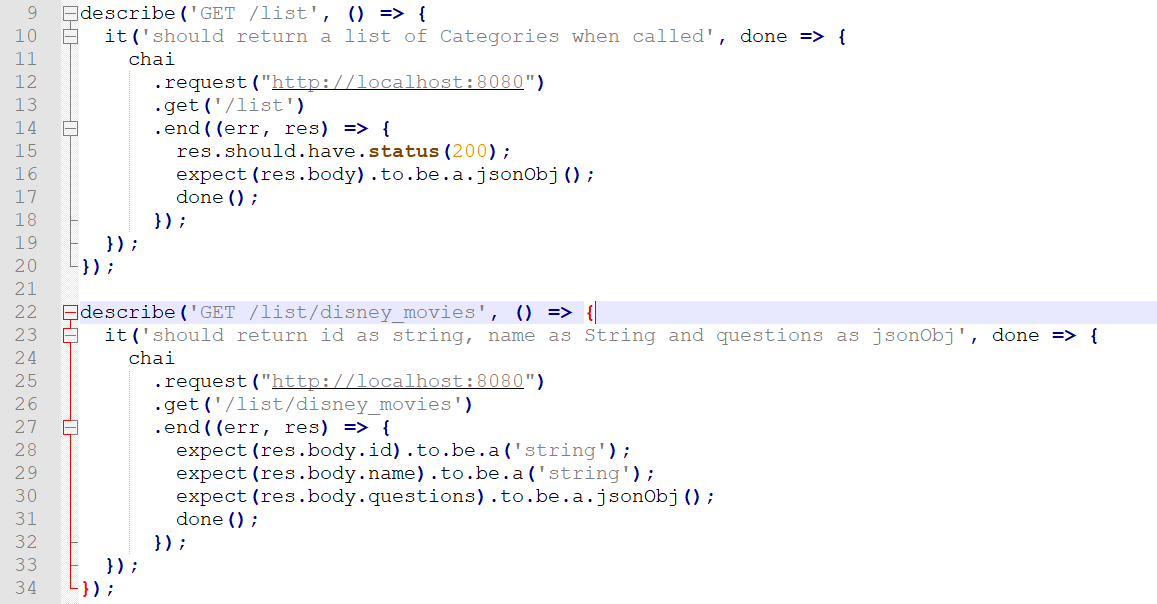 9 describe('GET /list', () => {
10   it('should return a list of Categories when called', done => {
11     chai
12       .request("http://localhost:8080")
13       .get('/list')
14       .end((err, res) => {
15         res.should.have.status(200);
16         expect(res.body).to.be.a.jsonObj();
17         done();
18       });
19   });
20 });
21
22 describe('GET /list/disney_movies', () => {
23   it('should return id as string, name as String and questions as jsonObj', done => {
24     chai
25       .request("http://localhost:8080")
26       .get('/list/disney_movies')
27       .end((err, res) => {
28         expect(res.body.id).to.be.a('string');
29         expect(res.body.name).to.be.a('string');
30         expect(res.body.questions).to.be.a.jsonObj();
31         done();
32       });
33   });
34 });